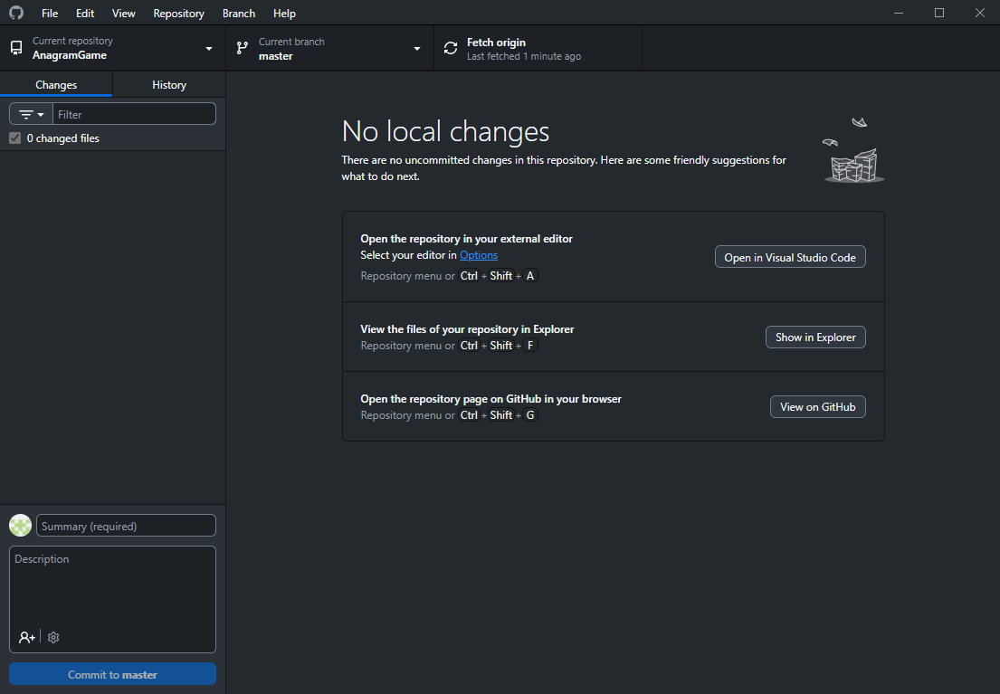 File Edit View Repository Branch Help
Current repository
AnagramGame
Current branch
master
Fetch origin
Last fetched 1 minute ago
Changes
History
Filter
0 changed files
No local changes
There are no uncommitted changes in this repository. Here are some friendly suggestions for
what to do next.
Open the repository in your external editor
Select your editor in Options
Repository menu or Ctrl + Shift + A
Open in Visual Studio Code
View the files of your repository in Explorer
Repository menu or Ctrl + Shift + F
Show in Explorer
Open the repository page on GitHub in your browser
Repository menu or Ctrl + Shift + G
View on GitHub
Summary (required)
Description
Commit to master